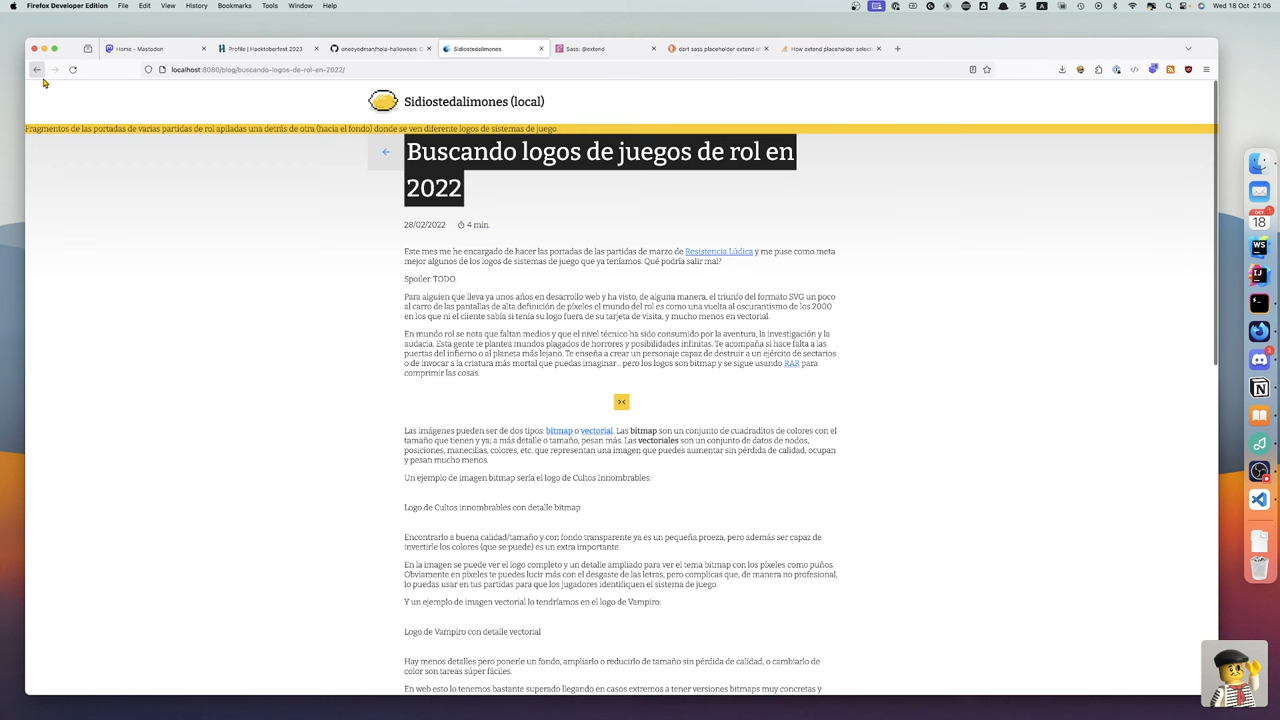 Firefox Developer Edition File Edit View History Bookmarks Tools Window Help
Wed 18 Oct 21:06
Home - Mastodon
Profile | Hacktoberfest 2023
oneeyedman/hola-halloween: D
Sidiostedalimones
Sass: @extend
dart sass placeholder extend at
How extend placeholder selecto
localhost:8080/blog/buscando-logos-de-rol-en-2022/
Sidiostedalimones (local)
Fragmentos de las portadas de varias partidas de rol apiladas una detrás de otra (hacia el fondo) donde se ven diferente logos de sistemas de juego.
Buscando logos de juegos de rol en
2022
28/02/2022 4 min.
Este mes me he encargado de hacer las portadas de las partidas de marzo de Resistencia Lúdica y me puse como meta
mejor algunos de los logos de sistemas de juego que ya teníamos. Qué podría salir mal?
Spoiler: TODO.
Para alguien que lleva ya unos años en desarrollo web y ha visto, de alguna manera, el triunfo del formato SVG un poco
al carro de las pantallas de alta definición de píxeles el mundo del rol es como una vuelta al oscurantismo de los 2000
en los que ni el cliente sabía si tenía su logo fuera de su tarjeta de visita, y mucho menos en vectorial.
En mundo rol se nota que faltan medios y que el nivel técnico ha sido consumido por la aventura, la investigación y la
audacia. Esta gente te plantea mundos plagados de horrores y posibilidades infinitas. Te acompaña si hace falta a las
puertas del infierno o al planeta más lejano. Te enseña a crear un personaje capaz de destruir a un ejército de sectarios
o de invocar a la criatura más mortal que puedas imaginar... pero los logos son bitmap y se sigue usando RAR para
comprimir las cosas.
Las imágenes pueden ser de dos tipos: bitmap o vectorial. Las bitmap son un conjunto de cuadraditos de colores con el
tamaño que tienen y ya; a más detalle o tamaño, pesan más. Las vectoriales son un conjunto de datos de nodos,
posiciones, manecillas, colores, etc. que representan una imagen que puedes aumentar sin pérdida de calidad, ocupan
y pesan mucho menos.
Un ejemplo de imagen bitmap sería el logo de Cultos Innombrables:
Logo de Cultos innombrables con detalle bitmap
Encontrarlo a buena calidad/tamaño y con fondo transparente ya es un pequeña proeza, pero además ser capaz de
invertirle los colores (que se puede) es un extra importante.
En la imagen se puede ver el logo completo y un detalle ampliado para ver el tema bitmap con los píxeles como puños.
Obviamente en píxeles te puedes lucir más con el desgaste de las letras, pero complicas que, de manera no profesional,
lo puedas usar en tus partidas para que los jugadores identifiquen el sistema de juego.
Y un ejemplo de imagen vectorial lo tendríamos en el logo de Vampiro:
Logo de Vampiro con detalle vectorial
Hay menos detalles pero ponerle un fondo, ampliarlo o reducirlo de tamaño sin pérdida de calidad, o cambiarlo de
color son tareas súper fáciles.
En web esto lo tenemos bastante superado llegando en casos extremos a tener versiones bitmaps muy concretas y
OCT
18
WS